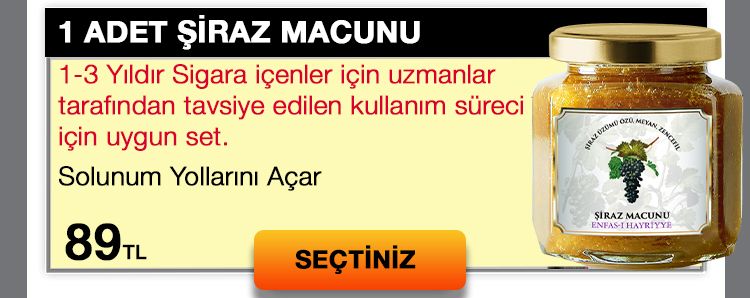 1 ADET ŞİRAZ MACUNU
1-3 Yıldır Sigara içenler için uzmanlar
tarafından tavsiye edilen kullanım süreci
için uygun set.
Solunum Yollarını Açar
89TL
SEÇTİNİZ
ŞİRAZ ÜZÜMÜ ÖZÜ, MEYAN, ZENCEFİL
ŞİRAZ MACUNU
ENFAS-I HAYRİYYE